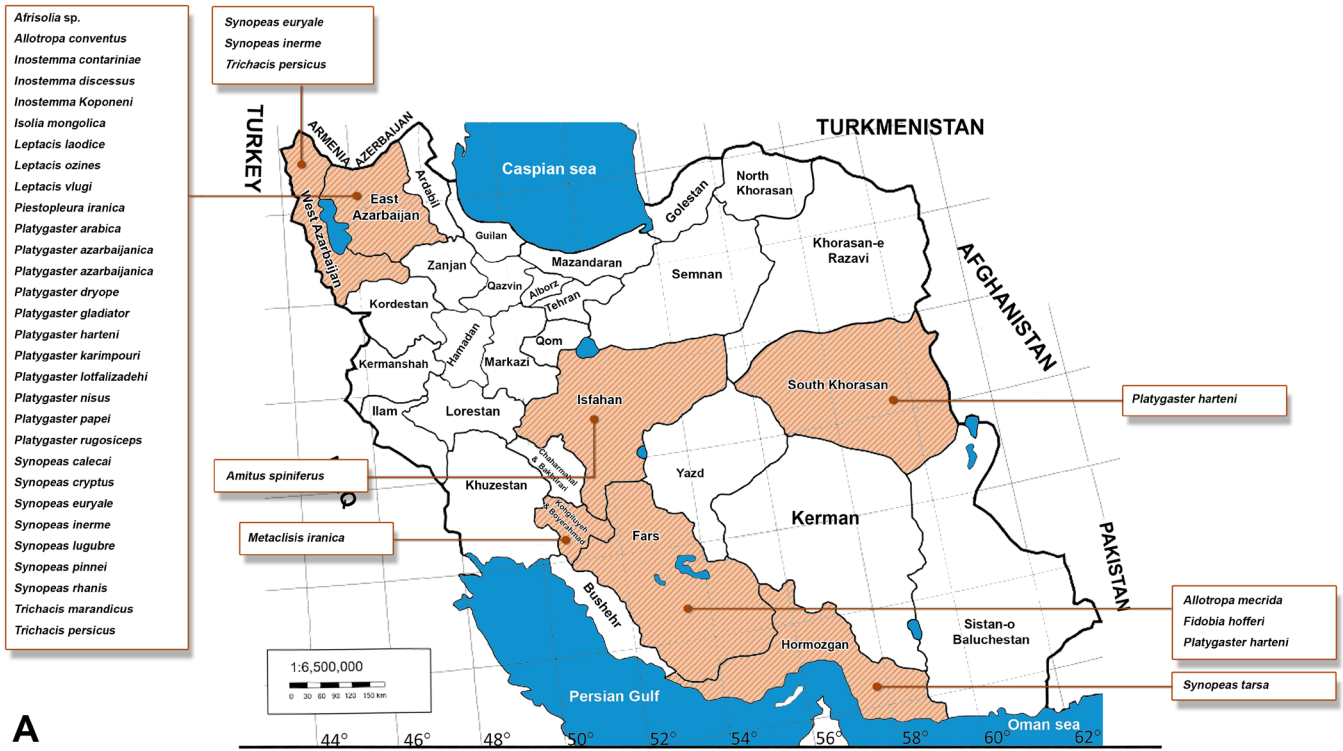 Afrisolia sp.
Allotropa conventus
Inostemma contariniae
Inostemma discessus
Inostemma Koponeni
Isolia mongolica
Leptacis laodice
Leptacis ozines
Leptacis vlugi
Piestopleura iranica
Platygaster arabica
Platygaster azarbaijanica
Platygaster azarbaijanica
Platygaster dryope
Platygaster gladiator
Platygaster harteni
Platygaster karimpouri
Platygaster lotfalizadehi
Platygaster nisus
Platygaster papei
Platygaster rugosiceps
Synopeas calecai
Synopeas cryptus
Synopeas euryale
Synopeas inerme
Synopeas lugubre
Synopeas pinnei
Synopeas rhanis
Trichacis marandicus
Trichacis persicus
Synopeas euryale
Synopeas inerme
Trichacis persicus
TURKEY
ARMENIA
AZERBAIJAN
Caspian sea
TURKMENISTAN
AFGHANISTAN
PAKISTAN
West Azarbaijan
East
Azarbaijan
Ardabil
Guilan
Zanjan
Kordestan
Qazvin
Alborz
Tehran
Mazandaran
Golestan
North
Khorasan
Khorasan-e
Razavi
Semnan
Hamadan
Markazi
Qom
Kermanshah
Ilam
Lorestan
Isfahan
South Khorasan
Platygaster harteni
Amitus spiniferus
Q
Khuzestan
Chaharmahal
& Bakhtirari
Yazd
Kerman
Metaclisis iranica
Kohgiluyeh
& Boyerahmad
Fars
Bushehr
Hormozgan
Sistan-o
Baluchestan
Allotropa mecrida
Fidobia hofferi
Platygaster harteni
Synopeas tarsa
Persian Gulf
Oman sea
1:6,500,000
0 30 60 90 120 150 km
A
44° 46° 48° 50° 52° 54° 56° 58° 60° 62°